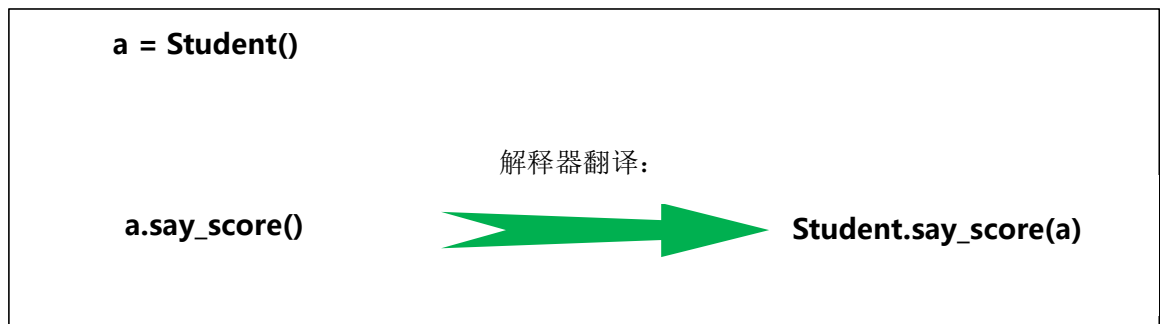 a = Student()
解释器翻译：
a.say_score()
Student.say_score(a)